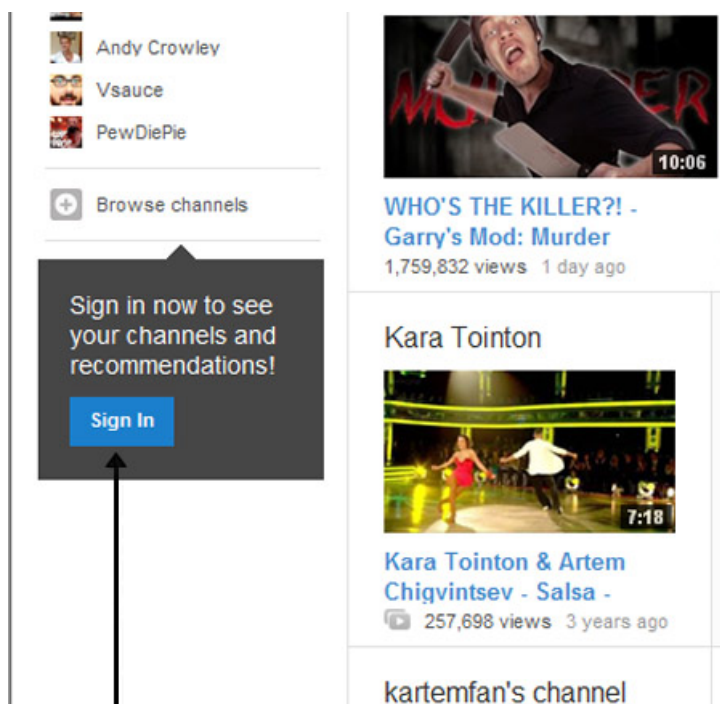 Andy Crowley
Vsauce
PewDiePie
Browse channels
Sign in now to see
your channels and
recommendations!
Sign In
MURDERER
10:06
WHO'S THE KILLER?! -
Garry's Mod: Murder
1,759,832 views 1 day ago
Kara Tointon
7:18
Kara Tointon & Artem
Chigvintsev - Salsa -
257,698 views 3 years ago
kartemfan's channel